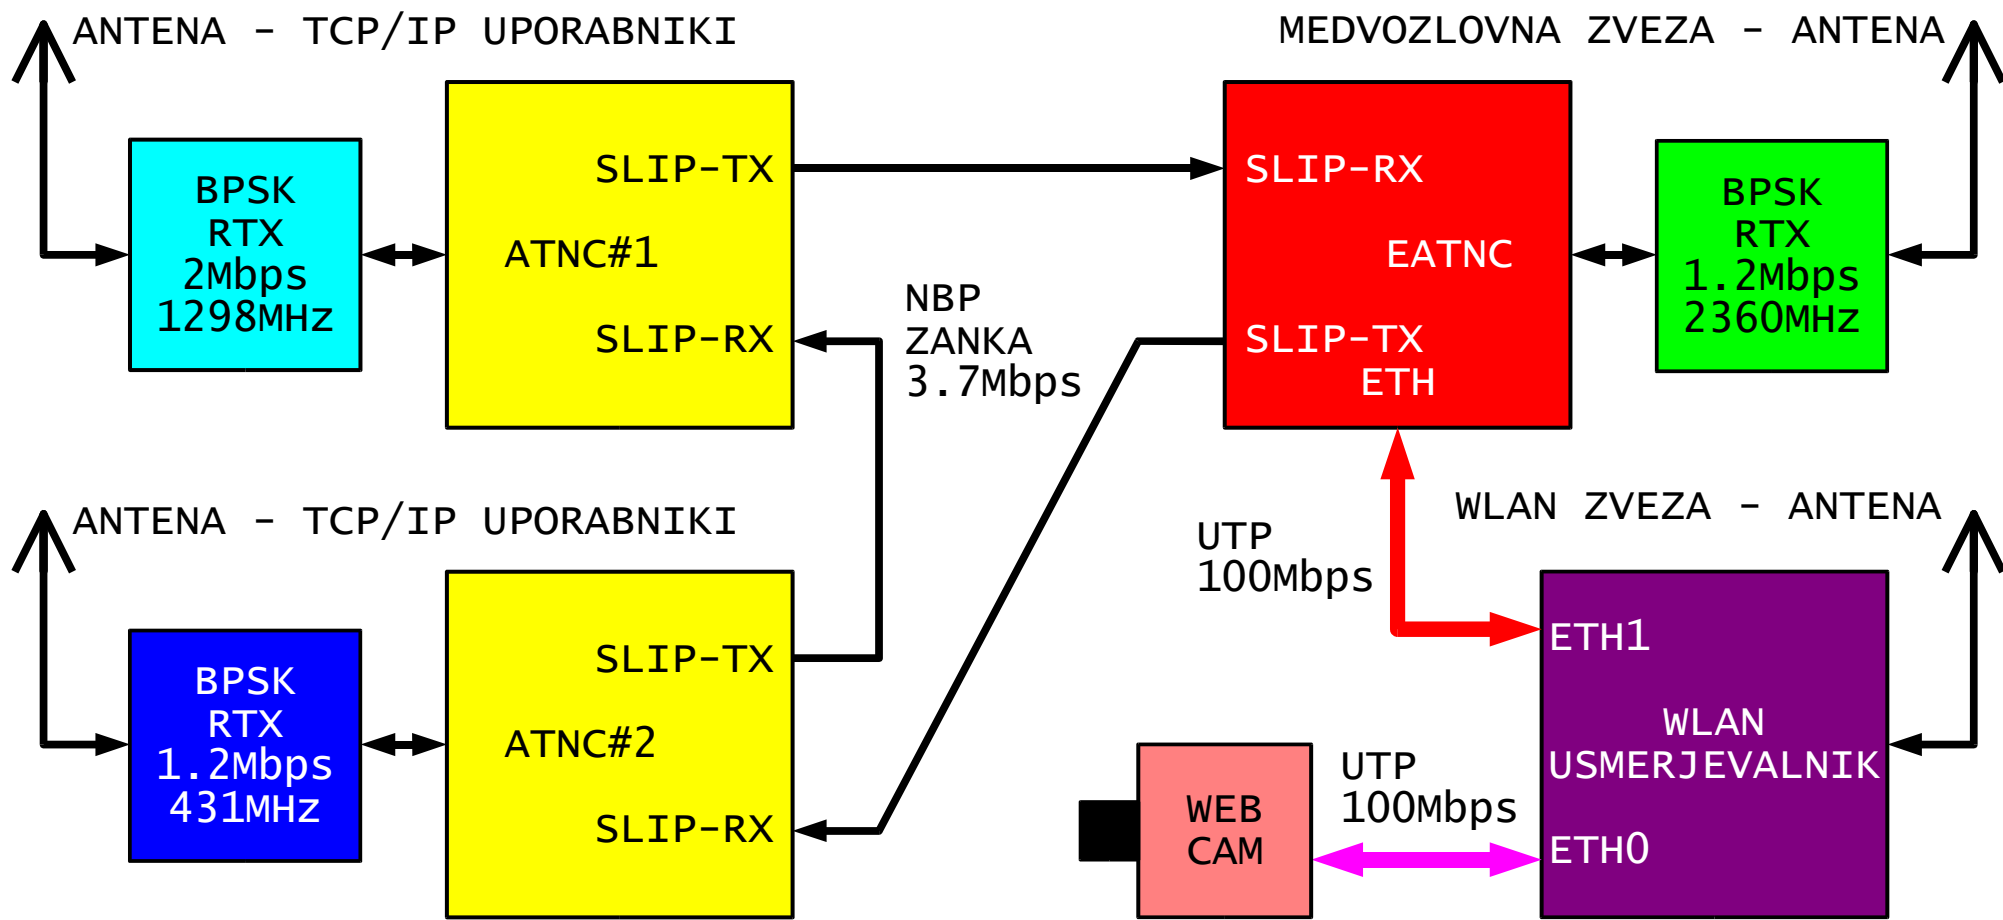 ANTENA - TCP/IP UPORABNIKI
MEDVOZLOVNA ZVEZA - ANTENA
BPSK
RTX
2Mbps
1298MHz
SLIP-TX
ATNC#1
SLIP-RX
NBP
ZANKA
3.7Mbps
SLIP-RX
EATNC
SLIP-TX
ETH
BPSK
RTX
1.2Mbps
2360MHz
ANTENA - TCP/IP UPORABNIKI
WLAN ZVEZA - ANTENA
UTP
100Mbps
BPSK
RTX
1.2Mbps
431MHz
SLIP-TX
ATNC#2
SLIP-RX
WEB
CAM
UTP
100Mbps
ETH1
WLAN
USMERJEVALNIK
ETH0